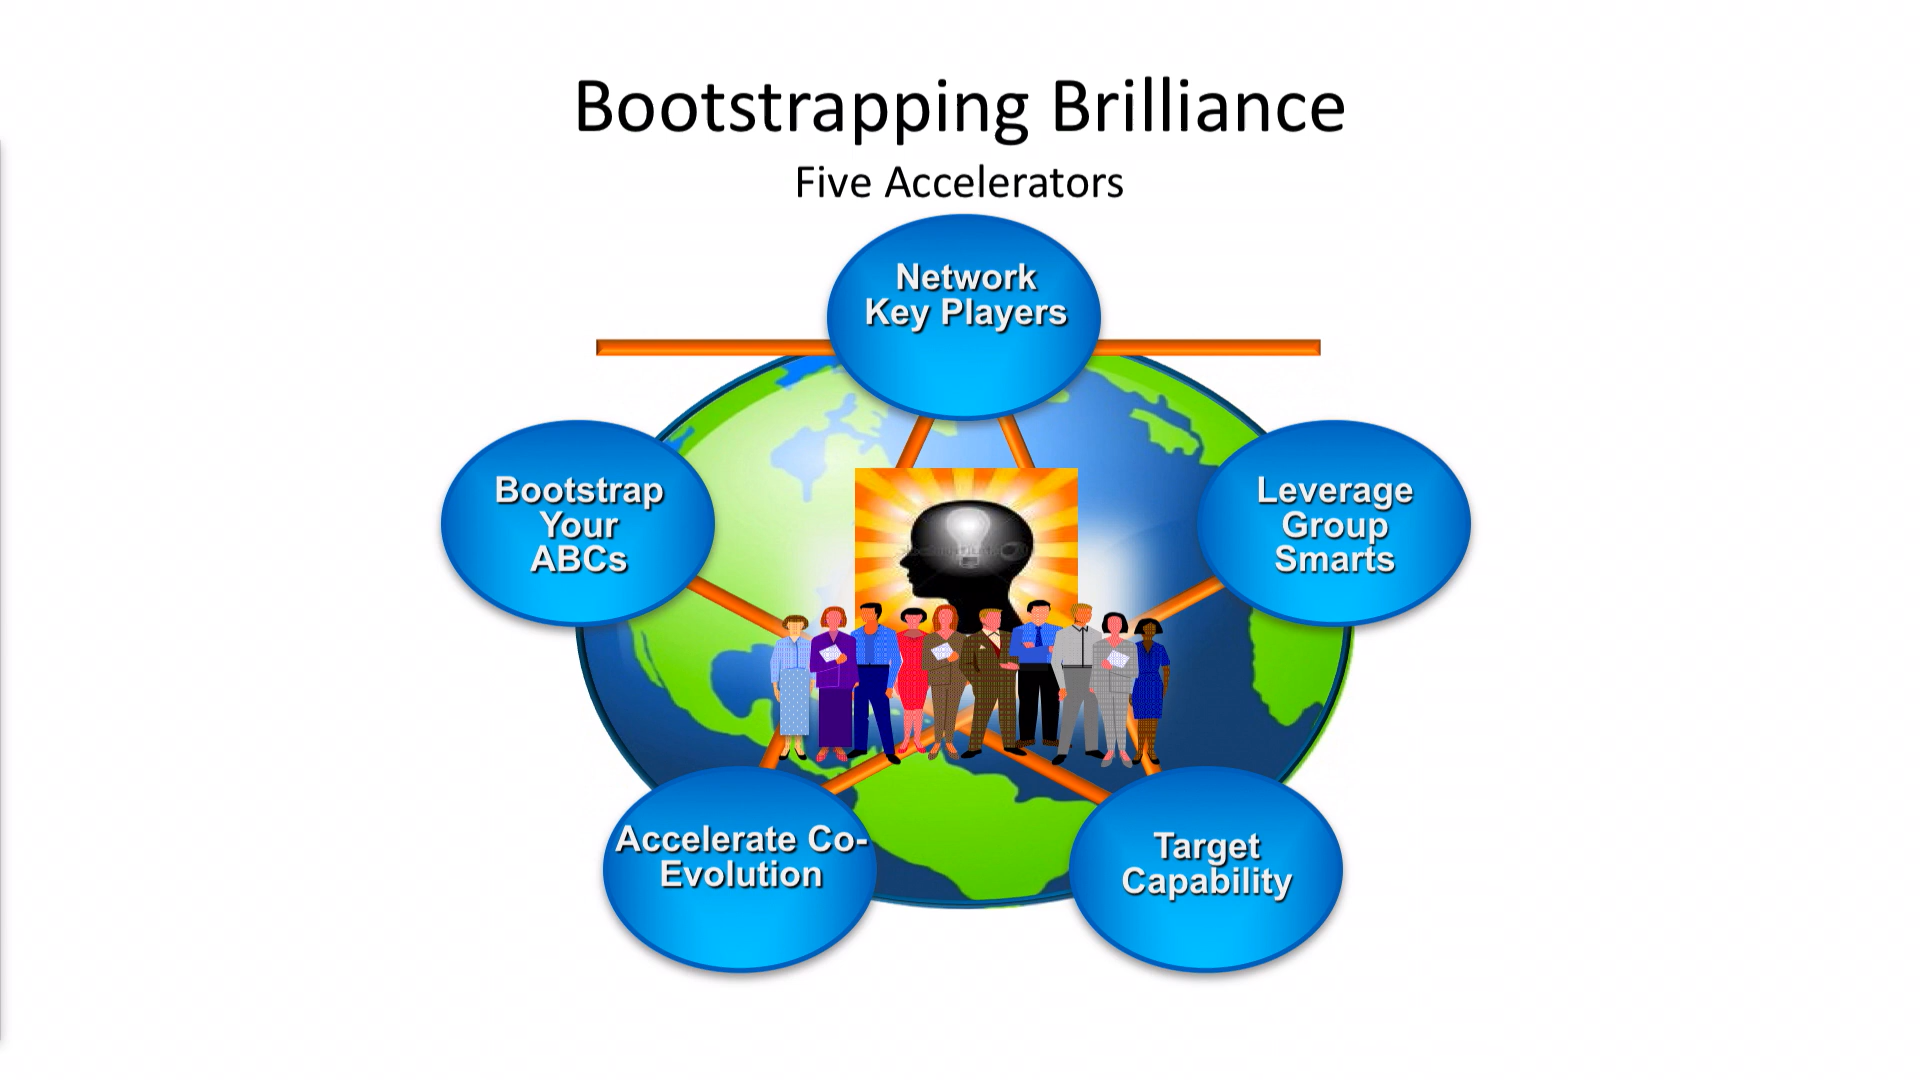 Bootstrapping Brilliance
Five Accelerators
Network
Key Players
Bootstrap
Your
ABCs
Leverage
Group
Smarts
Accelerate Co-
Evolution
Target
Capability